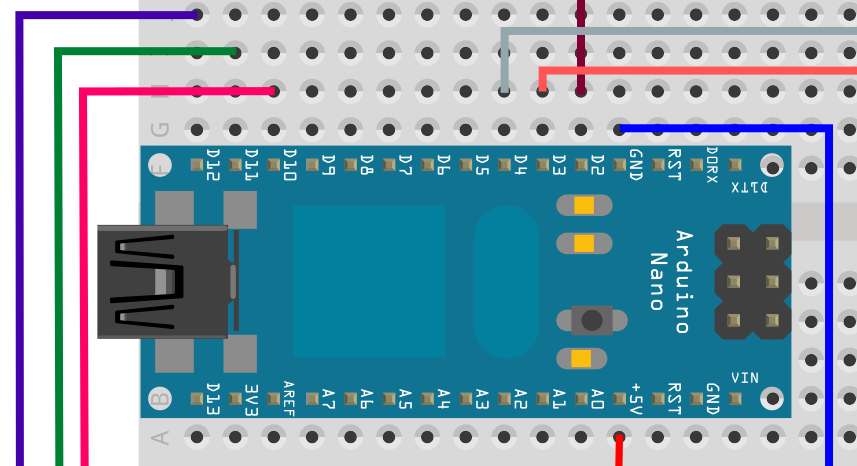 H
G
F
D12 D11 D10 D9 D8 D7 D6 D5 D4 D3 D2 GND RST D0RX D1TX
Arduino
Nano
B
D13 3V3 AREF A7 A6 A5 A4 A3 A2 A1 A0 +5V RST GND VIN
A